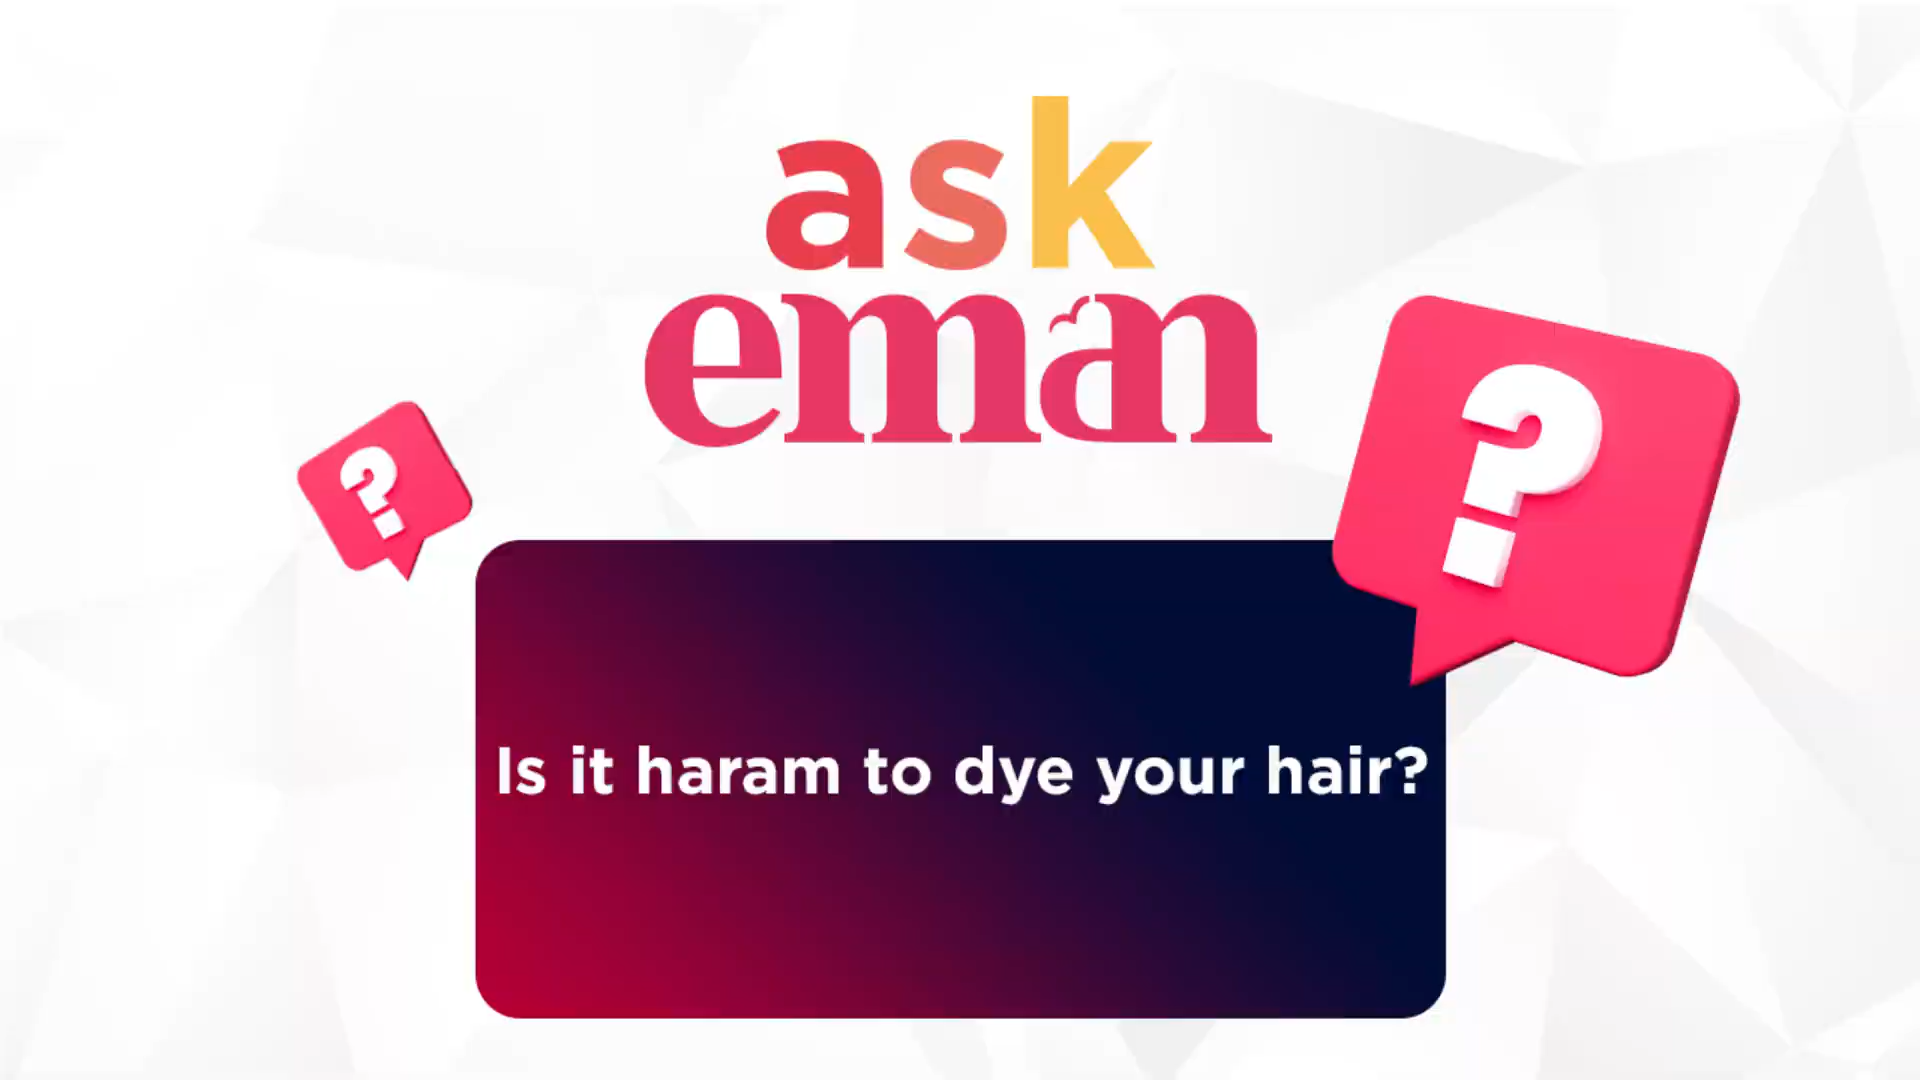 ask
eman
?
?
Is it haram to dye your hair?